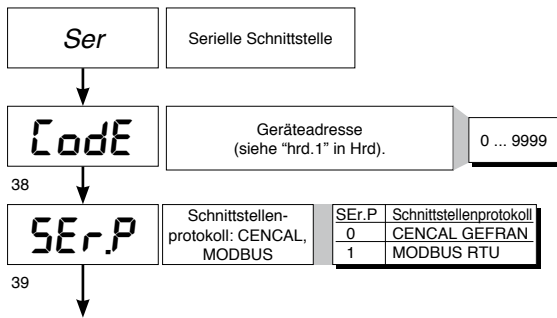 Ser
Serielle Schnittstelle
CodE
Geräteadresse
(siehe “hrd.1” in Hrd).
0 ... 9999
38
SEr.P
Schnittstellen-
protokoll: CENCAL,
MODBUS
SEr.P Schnittstellenprotokoll
0 CENCAL GEFRAN
1 MODBUS RTU
39